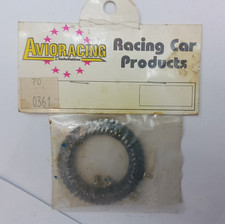 AVIORACING
Racing Car
Products
70
0361